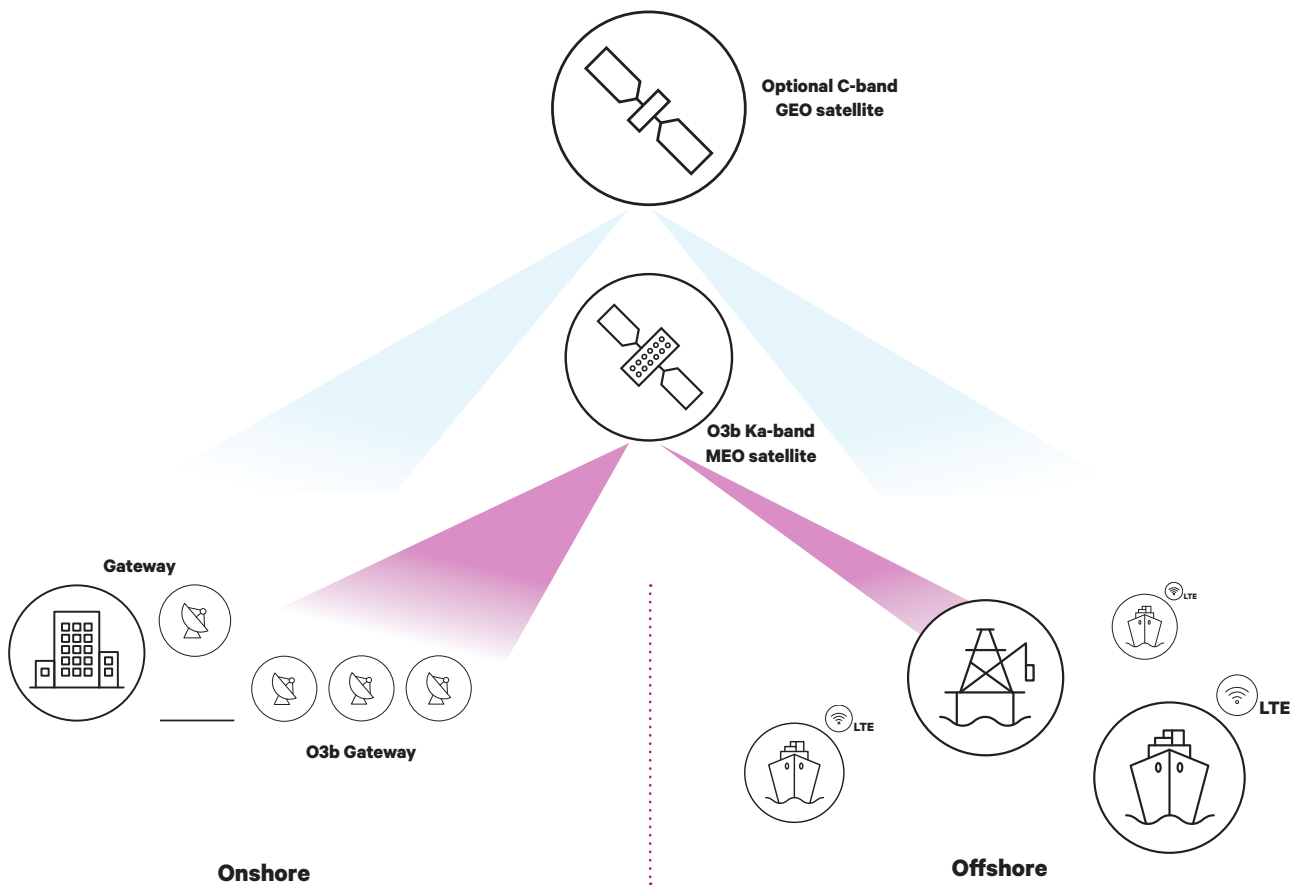 Optional C-band
GEO satellite
O3b Ka-band
MEO satellite
Gateway
LTE
LTE
LTE
O3b Gateway
Onshore
Offshore